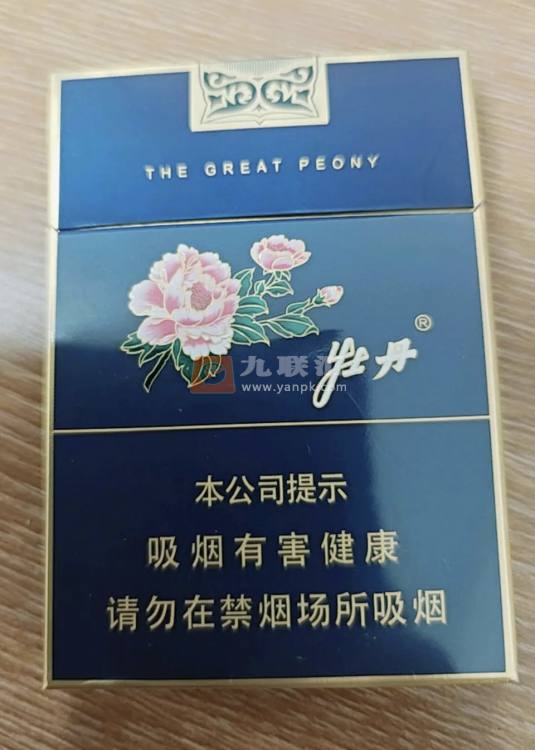 THE GREAT PEONY
牡丹®
九联汇
www.yanpk.com
本公司提示
吸烟有害健康
请勿在禁烟场所吸烟